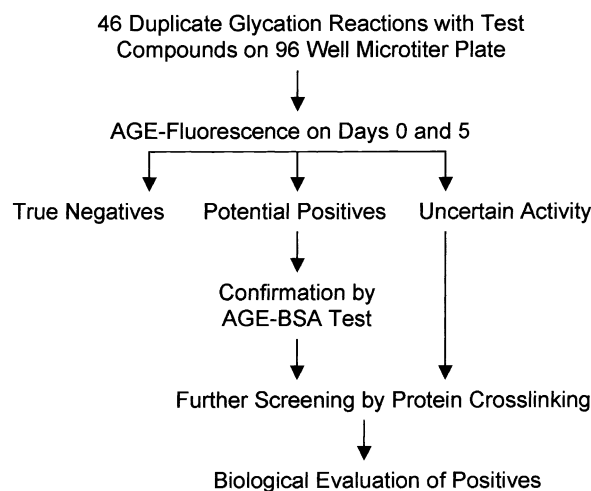 46 Duplicate Glycation Reactions with Test
Compounds on 96 Well Microtiter Plate
AGE-Fluorescence on Days 0 and 5
True Negatives
Potential Positives
Uncertain Activity
Confirmation by
AGE-BSA Test
Further Screening by Protein Crosslinking
Biological Evaluation of Positives